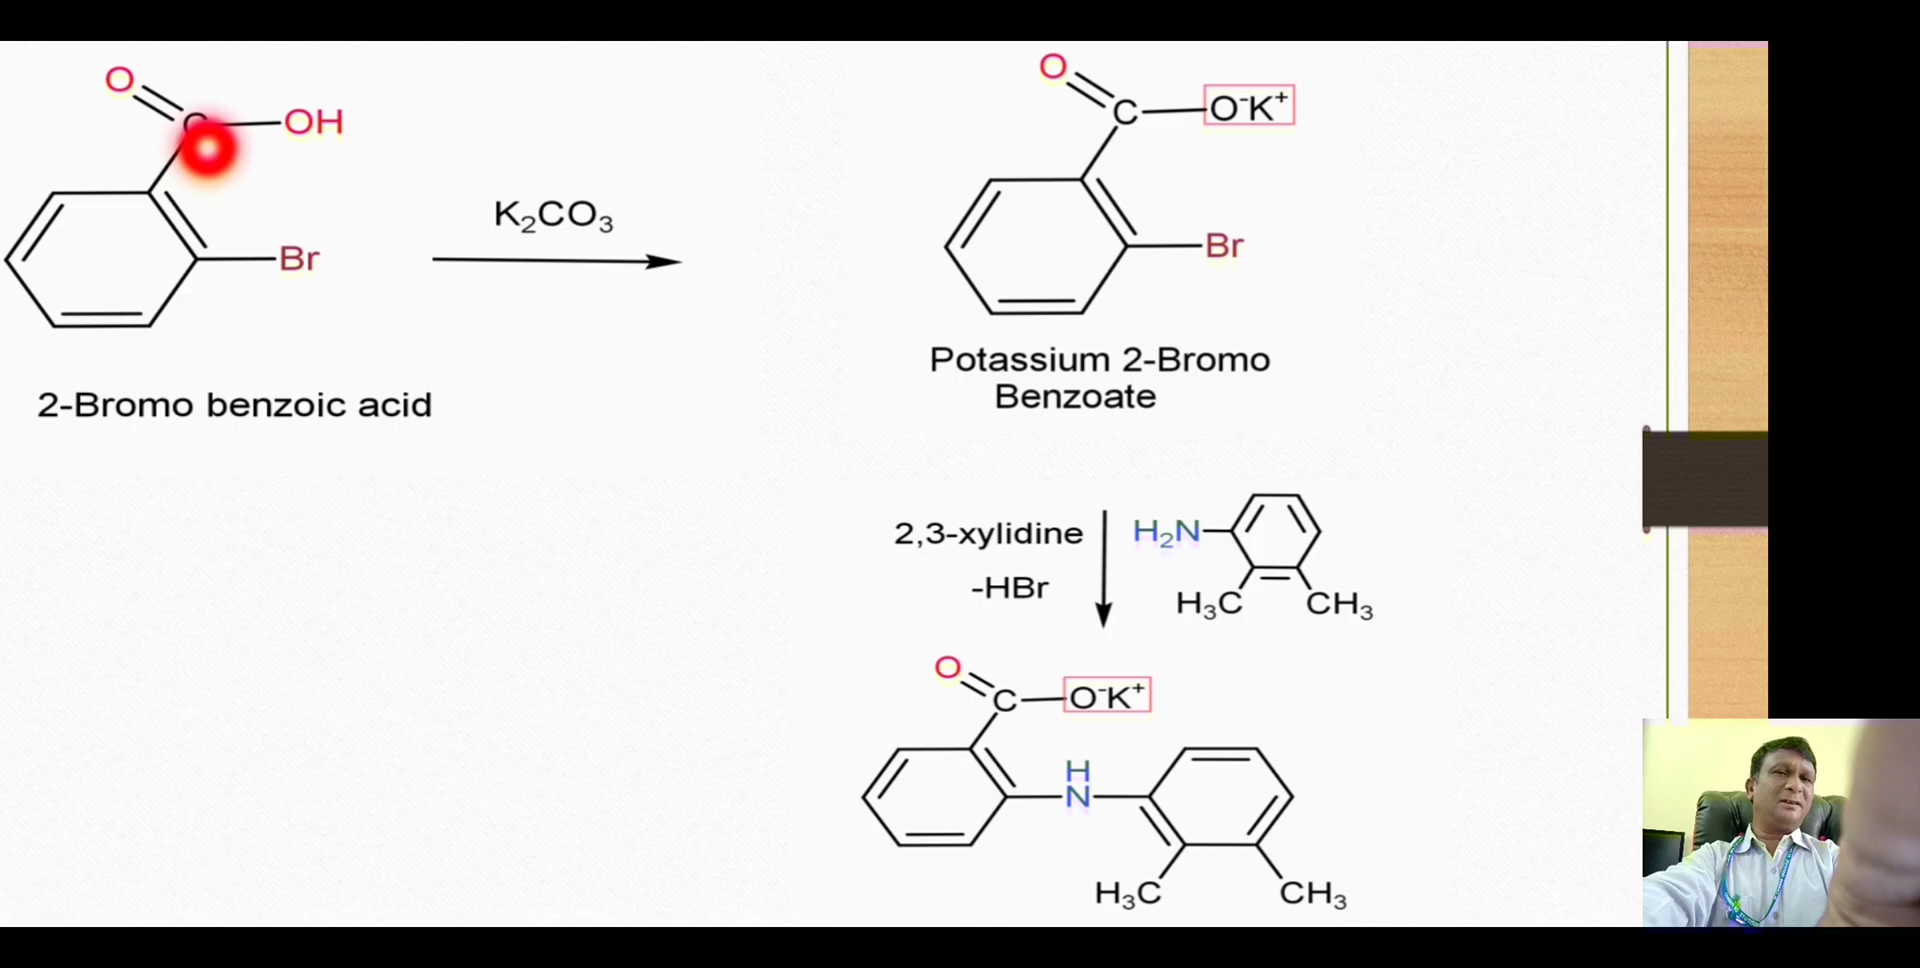 O
C
OH
Br
2-Bromo benzoic acid
K₂CO₃
O
C
O⁻K⁺
Br
Potassium 2-Bromo
Benzoate
2,3-xylidine
-HBr
H₂N
H₃C
CH₃
O
C
O⁻K⁺
H
N
H₃C
CH₃